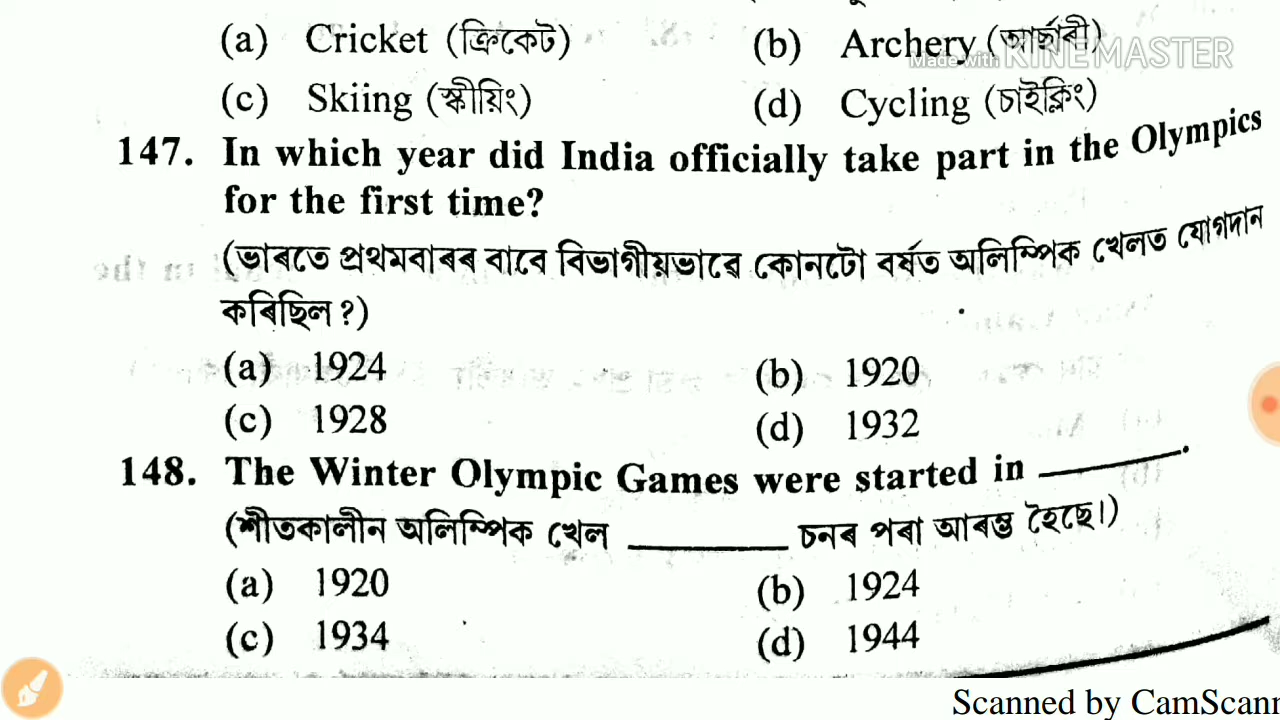 (a) Cricket (ক্ৰিকেট) (b) Archery (আৰ্ছাৰী)
Made with KINEMASTER
(c) Skiing (স্কীয়িং) (d) Cycling (চাইক্লিং)
147. In which year did India officially take part in the Olympics
for the first time?
(ভাৰতে প্ৰথমবাৰৰ বাবে বিভাগীয়ভাৱে কোনটো বৰ্ষত অলিম্পিক খেলত যোগদান
কৰিছিল ?)
(a) 1924 (b) 1920
(c) 1928 (d) 1932
148. The Winter Olympic Games were started in ________.
(শীতকালীন অলিম্পিক খেল ________ চনৰ পৰা আৰম্ভ হৈছে।)
(a) 1920 (b) 1924
(c) 1934 (d) 1944
Scanned by CamScann